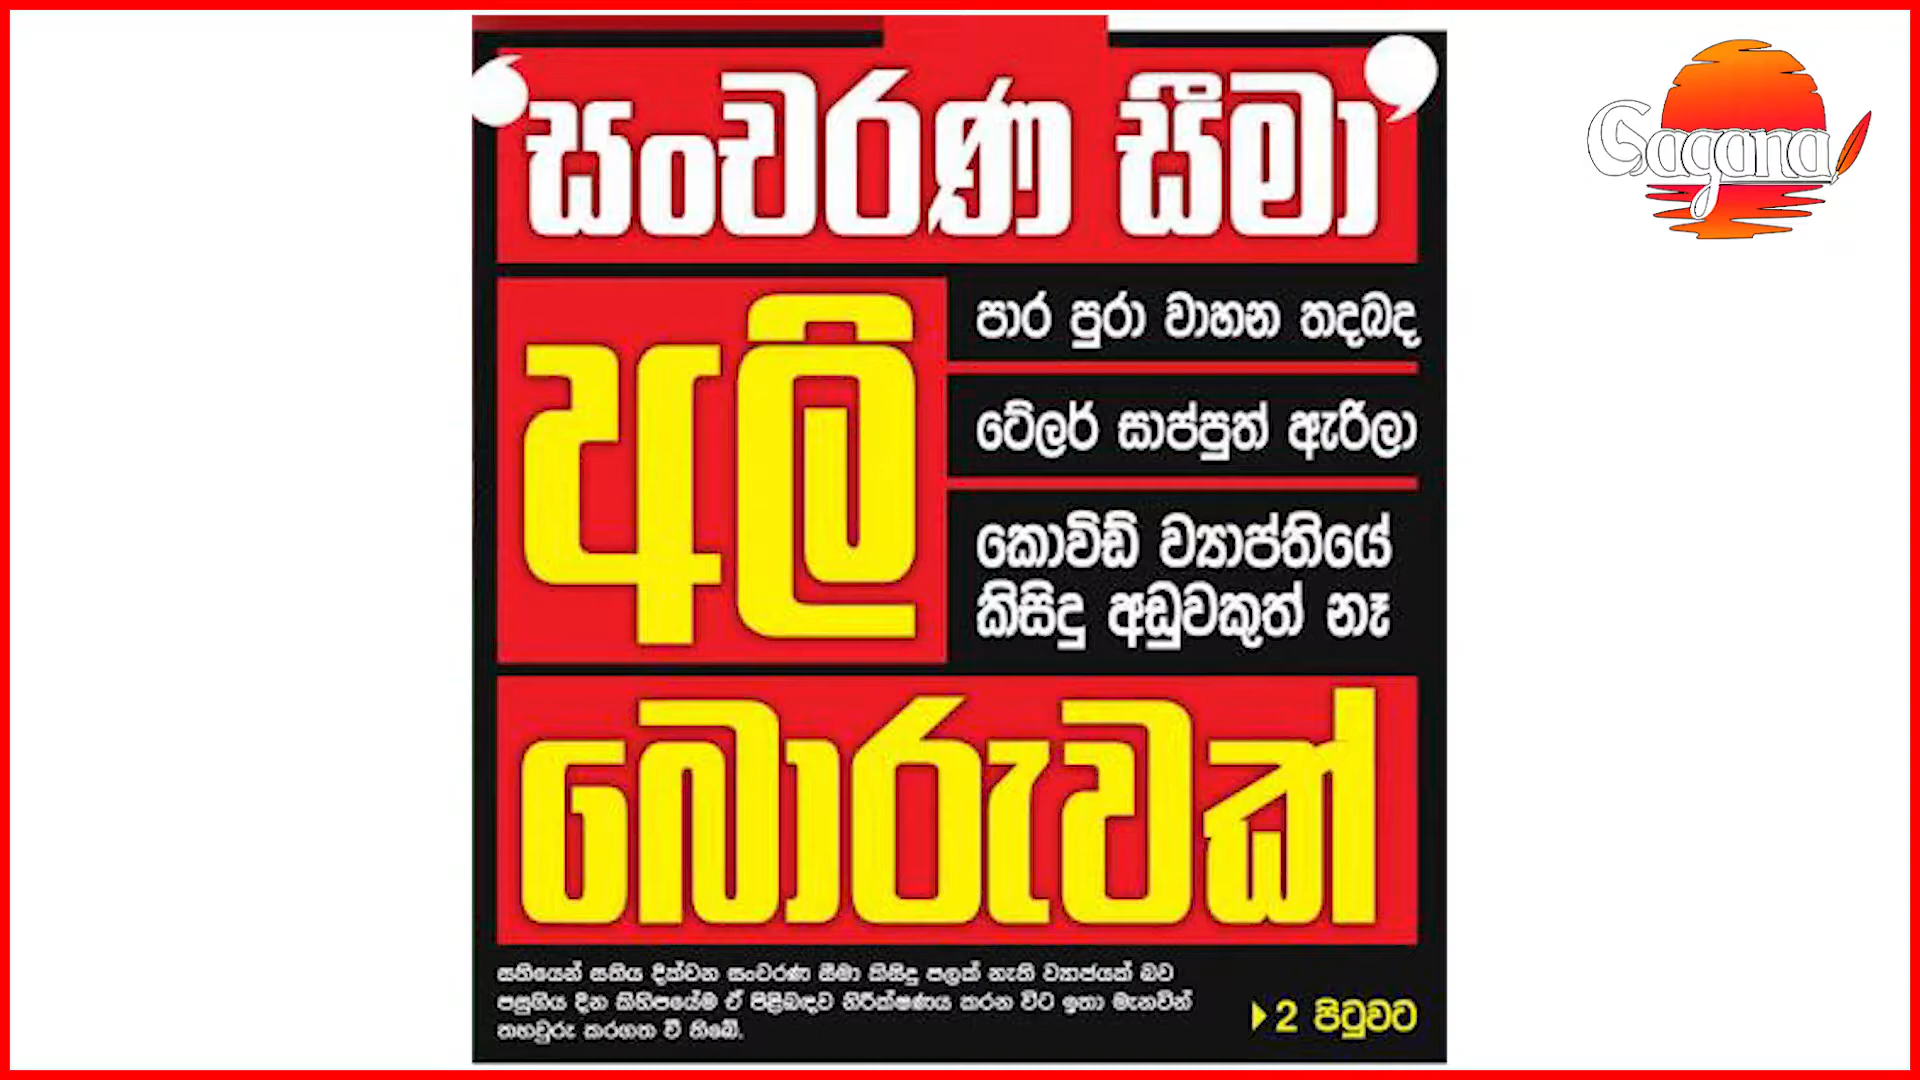 ‘සංචරණ සීමා’
අලි
පාර පුරා වාහන තදබද
ටේලර් සාප්පුත් ඇරිලා
කොවිඩ් ව්‍යාප්තියේ
කිසිදු අඩුවකුත් නෑ
බොරුවක්
සතියෙන් සතිය දික්වන සංචරණ සීමා කිසිදු පලක් නැති ව්‍යාජයක් බව
පසුගිය දින කිහිපයේම ඒ පිළිබඳව නිරීක්ෂණය කරන විට ඉතා මැනවින්
තහවුරු කරගත වී තිබේ.
2 පිටුවට
Gagana